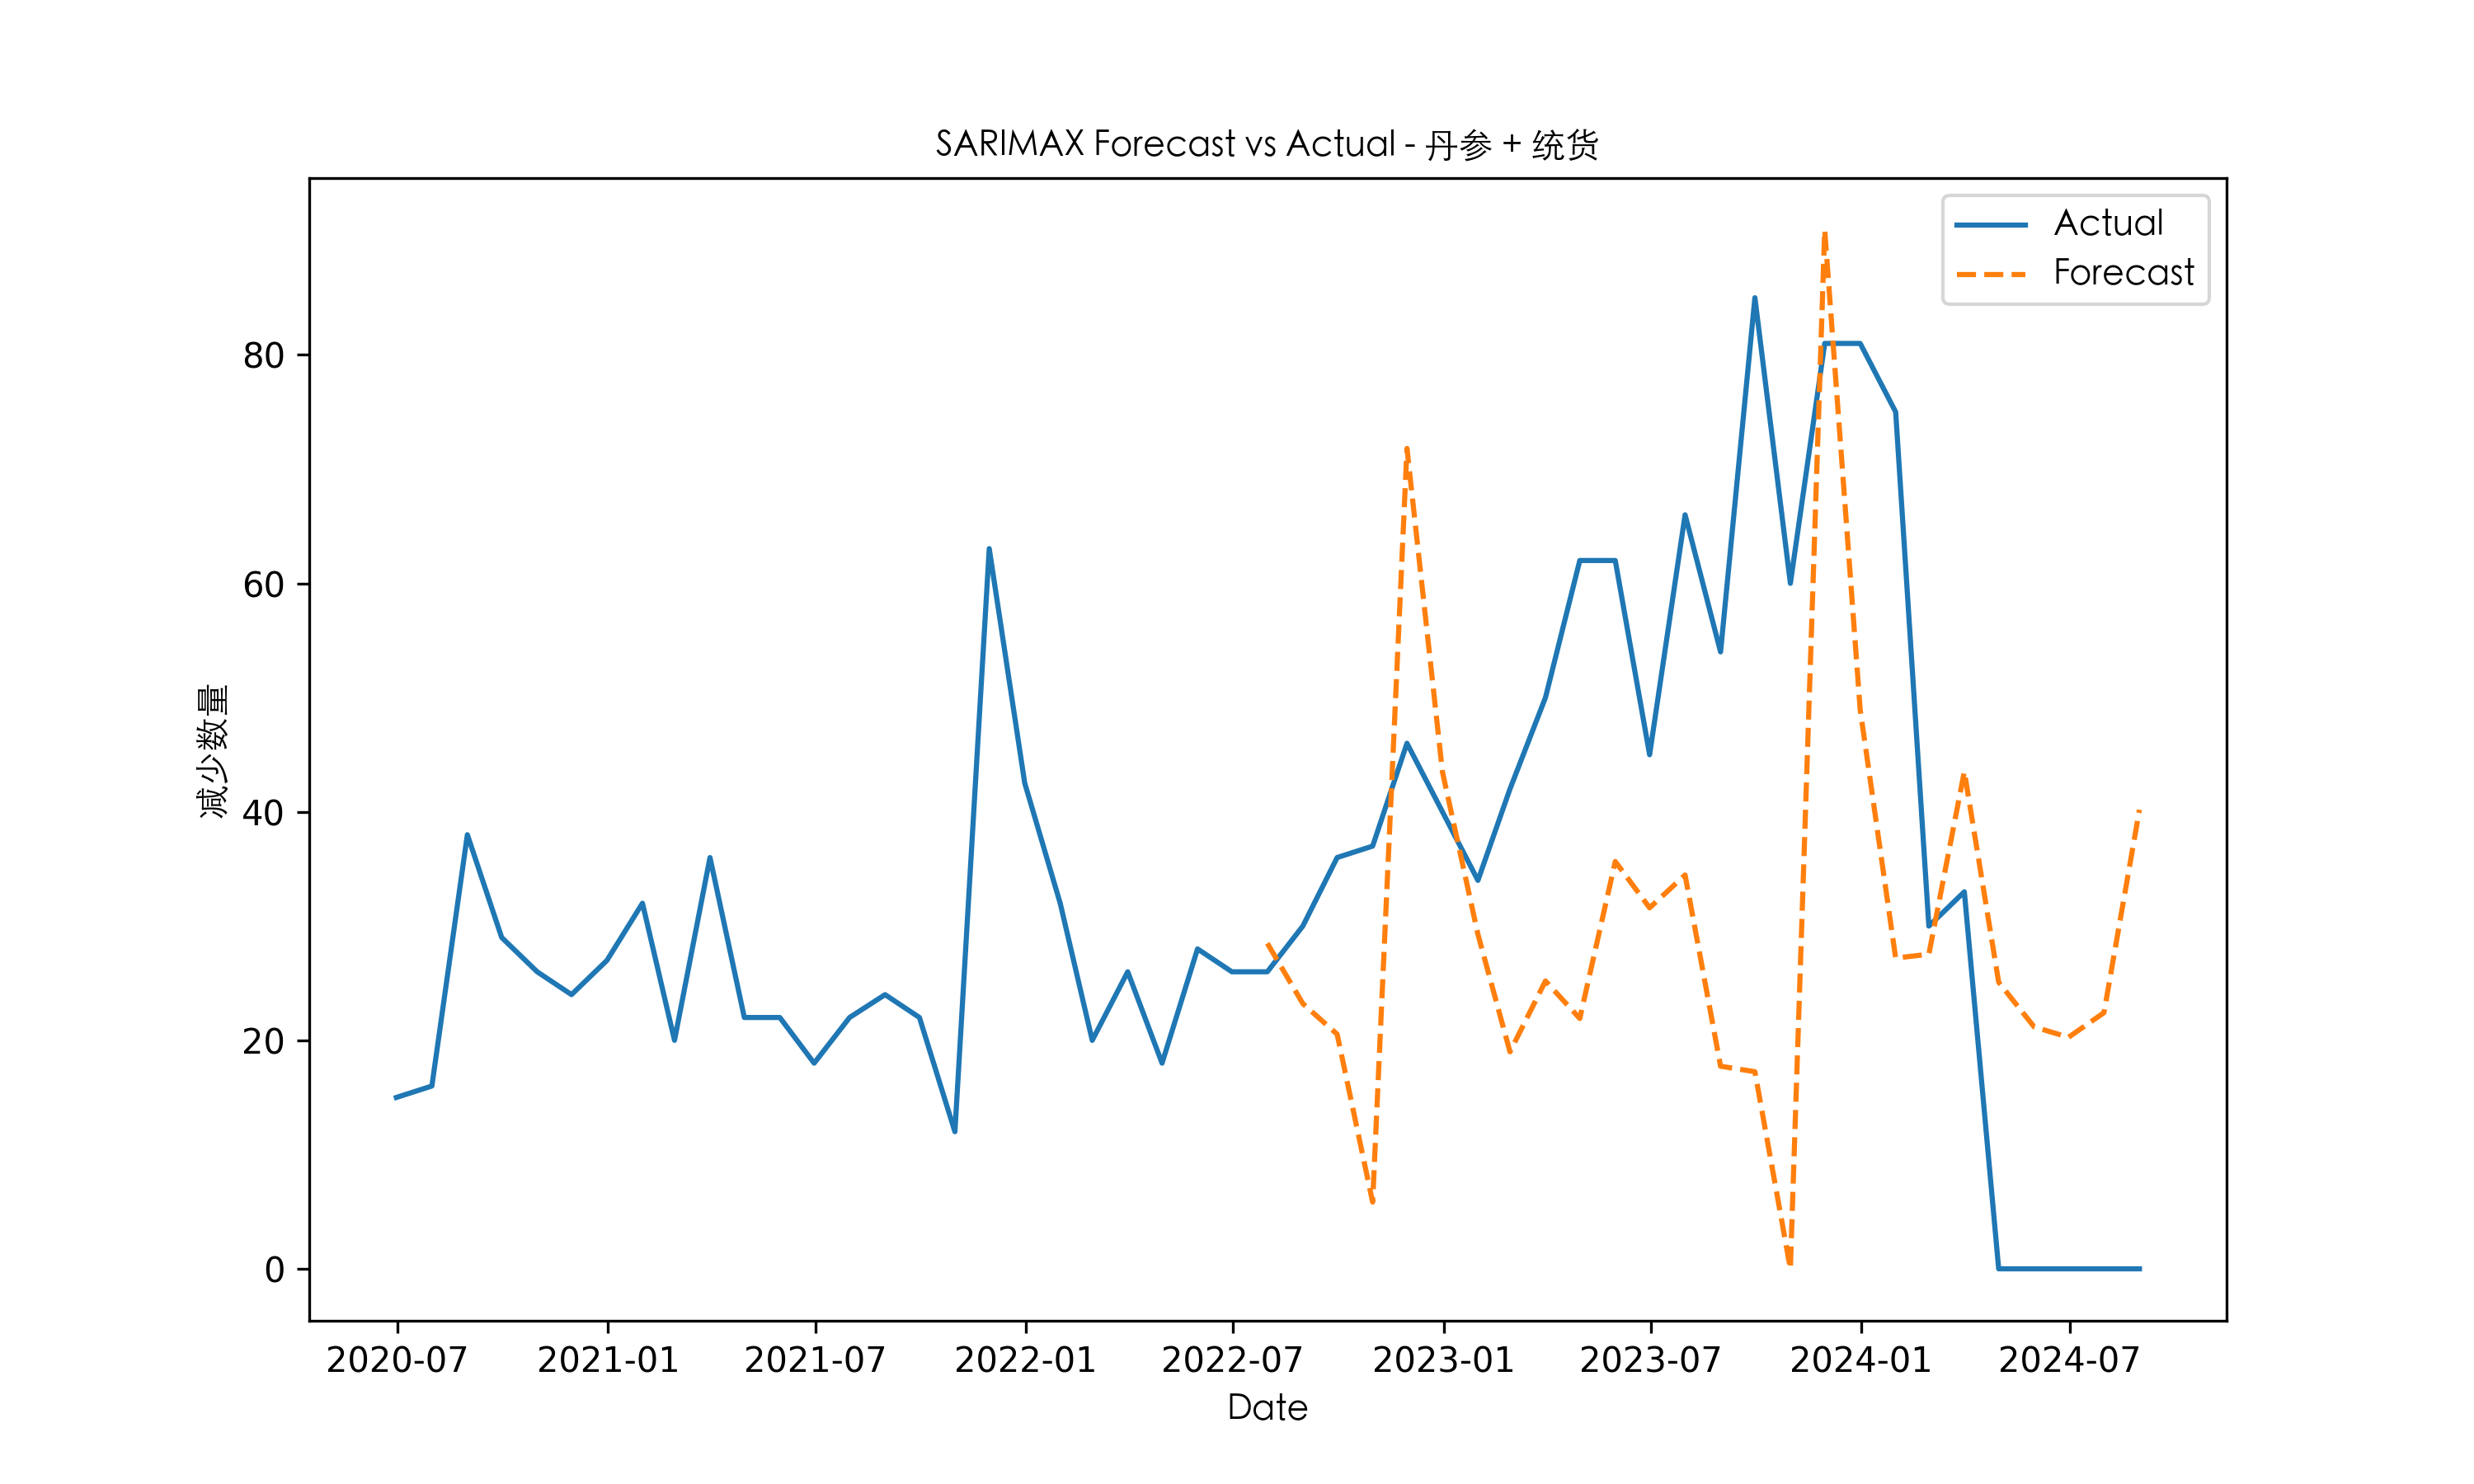 SARIMAX Forecast vs Actual - 丹参 + 统货
Actual
Forecast
减少数量
80
60
40
20
0
2020-07
2021-01
2021-07
2022-01
2022-07
2023-01
2023-07
2024-01
2024-07
Date